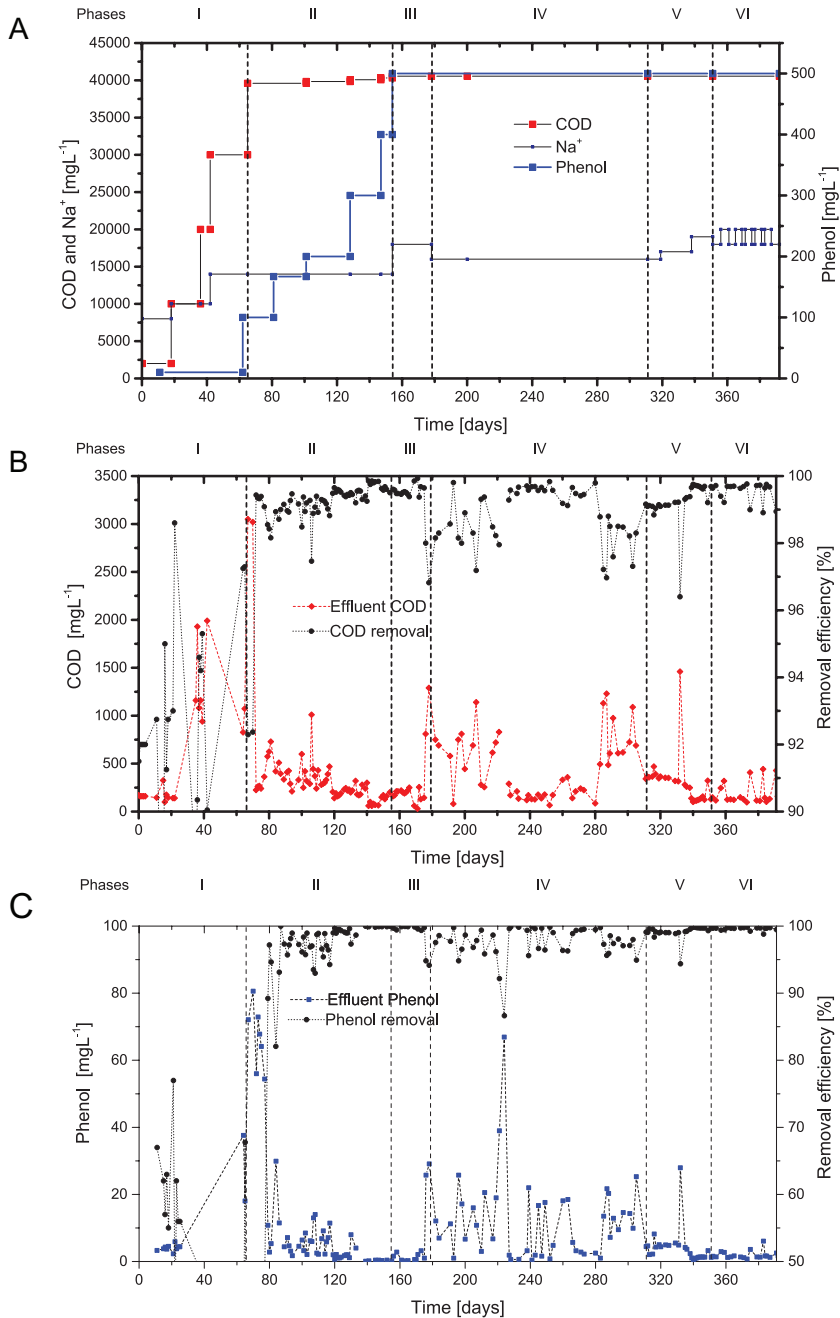 Phases I II III IV V VI
A
45000 500
40000
35000 400
30000
25000 300
20000 200
15000
10000 100
5000
0 0
COD and Na⁺ [mgL⁻¹]
Phenol [mgL⁻¹]
COD
Na⁺
Phenol
0 40 80 120 160 200 240 280 320 360
Time [days]
Phases I II III IV V VI
B
3500 100
3000 98
2500
2000 96
1500 94
1000
500 92
0 90
COD [mgL⁻¹]
Removal efficiency [%]
Effluent COD
COD removal
0 40 80 120 160 200 240 280 320 360
Time [days]
Phases I II III IV V VI
C
100 100
80 90
60 80
40 70
20 60
0 50
Phenol [mgL⁻¹]
Removal efficiency [%]
Effluent Phenol
Phenol removal
0 40 80 120 160 200 240 280 320 360
Time [days]